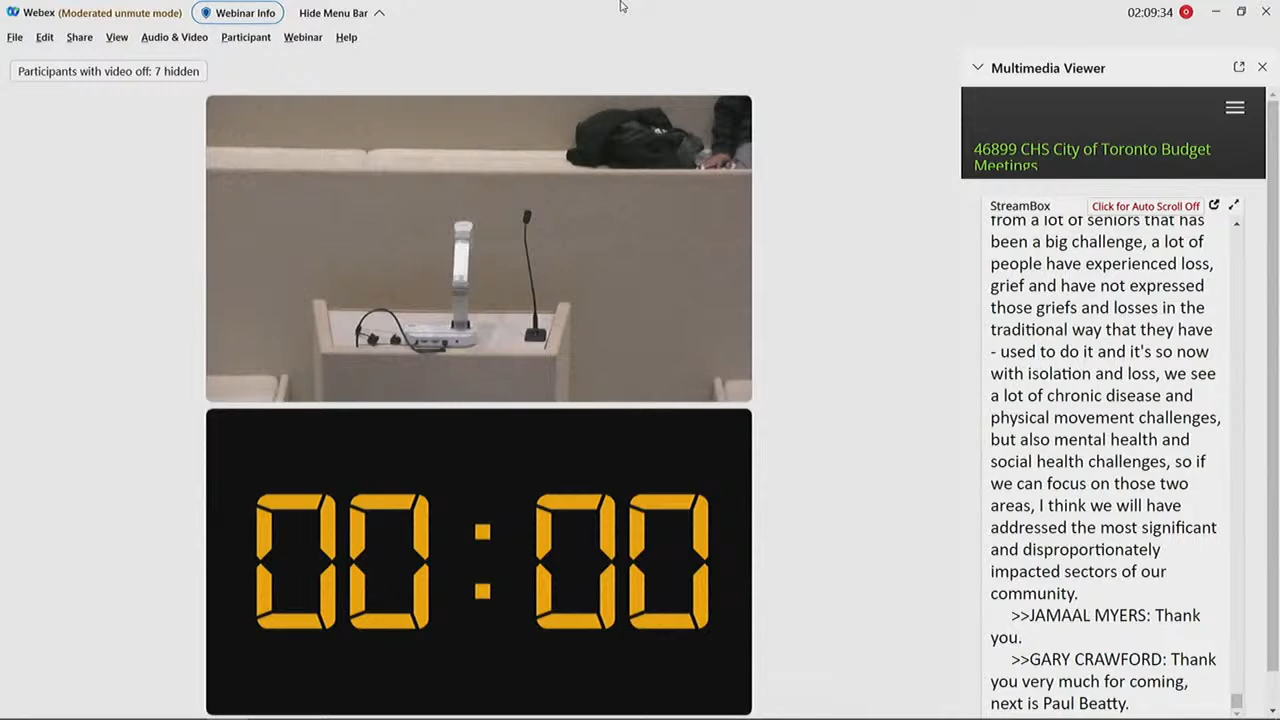 Webex (Moderated unmute mode) Webinar Info Hide Menu Bar 02:09:34
File Edit Share View Audio & Video Participant Webinar Help
Participants with video off: 7 hidden
Multimedia Viewer
46899 CHS City of Toronto Budget
Meetings
StreamBox Click for Auto Scroll Off
from a lot of seniors that has
been a big challenge, a lot of
people have experienced loss,
grief and have not expressed
those griefs and losses in the
traditional way that they have
- used to do it and it's so now
with isolation and loss, we see
a lot of chronic disease and
physical movement challenges,
but also mental health and
social health challenges, so if
we can focus on those two
areas, I think we will have
addressed the most significant
and disproportionately
impacted sectors of our
community.
>>JAMAAL MYERS: Thank
you.
>>GARY CRAWFORD: Thank
you very much for coming,
next is Paul Beatty.
00:00